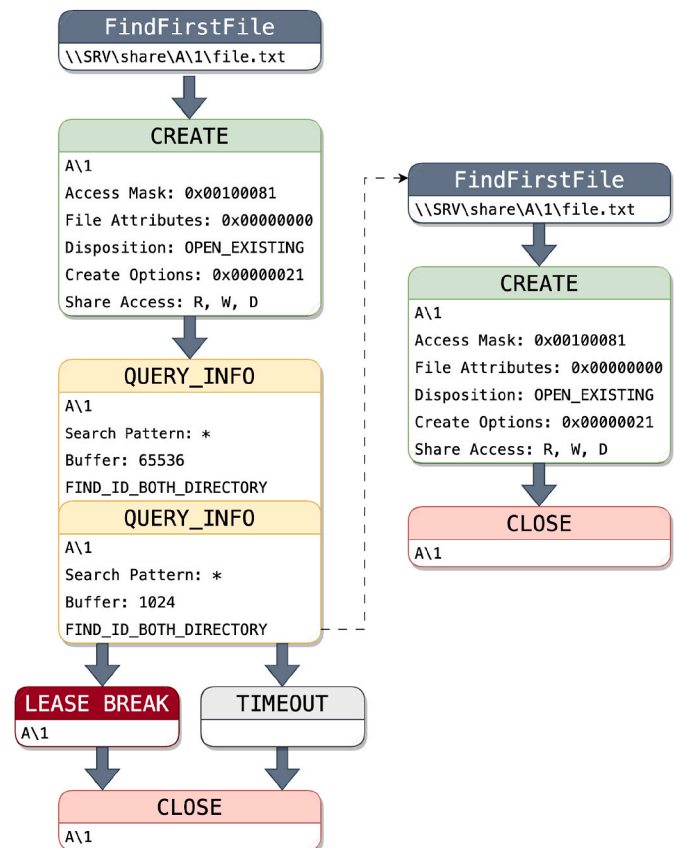 FindFirstFile
\\SRV\share\A\1\file.txt
CREATE
A\1
Access Mask: 0x00100081
File Attributes: 0x00000000
Disposition: OPEN_EXISTING
Create Options: 0x00000021
Share Access: R, W, D
QUERY_INFO
A\1
Search Pattern: *
Buffer: 65536
FIND_ID_BOTH_DIRECTORY
QUERY_INFO
A\1
Search Pattern: *
Buffer: 1024
FIND_ID_BOTH_DIRECTORY
LEASE BREAK
A\1
TIMEOUT
CLOSE
A\1
FindFirstFile
\\SRV\share\A\1\file.txt
CREATE
A\1
Access Mask: 0x00100081
File Attributes: 0x00000000
Disposition: OPEN_EXISTING
Create Options: 0x00000021
Share Access: R, W, D
CLOSE
A\1